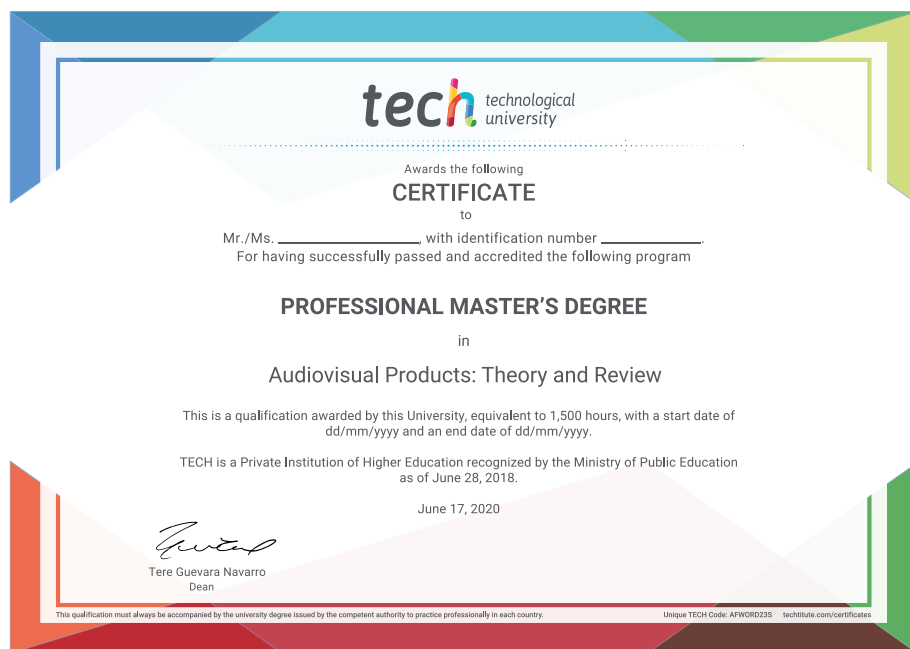 tech technological
university
Awards the following
CERTIFICATE
to
Mr./Ms. ____________________, with identification number ______________.
For having successfully passed and accredited the following program
PROFESSIONAL MASTER'S DEGREE
in
Audiovisual Products: Theory and Review
This is a qualification awarded by this University, equivalent to 1,500 hours, with a start date of
dd/mm/yyyy and an end date of dd/mm/yyyy.
TECH is a Private Institution of Higher Education recognized by the Ministry of Public Education
as of June 28, 2018.
June 17, 2020
Tere Guevara Navarro
Dean
This qualification must always be accompanied by the university degree issued by the competent authority to practice professionally in each country. Unique TECH Code: AFWORD23S techtitute.com/certificates